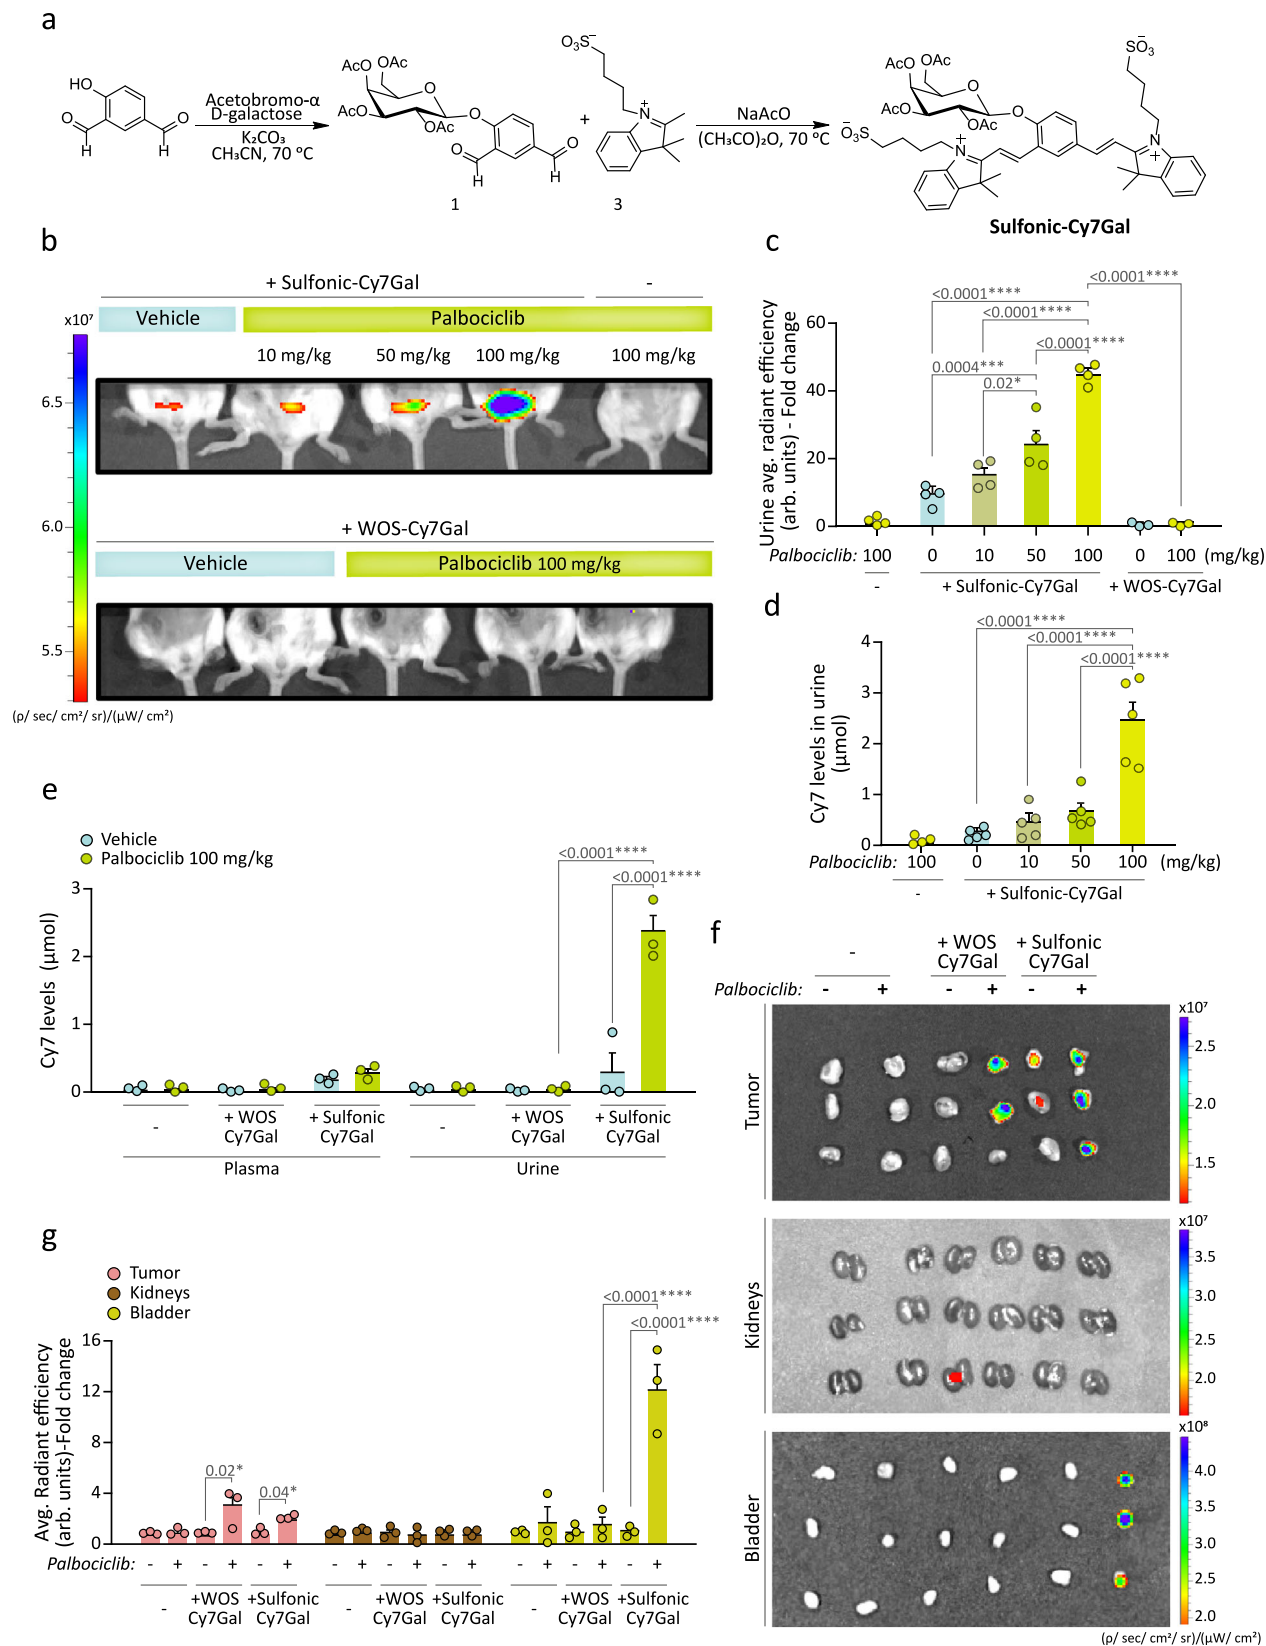 a
HO
O
H
O
H
Acetobromo-α
D-galactose
K₂CO₃
CH₃CN, 70 ºC
AcO
OAc
O
AcO
OAc
O
O
H
O
H
1
+
O₃S⁻
N
+
3
NaAcO
(CH₃CO)₂O, 70 ºC
AcO
OAc
O
AcO
OAc
O
⁻O₃S
N
+
SO₃⁻
N
+
Sulfonic-Cy7Gal
b
+ Sulfonic-Cy7Gal
-
Vehicle
Palbociclib
10 mg/kg
50 mg/kg
100 mg/kg
100 mg/kg
x10⁷
6.5
6.0
5.5
(ρ/ sec/ cm²/ sr)/(µW/ cm²)
+ WOS-Cy7Gal
Vehicle
Palbociclib 100 mg/kg
c
Urine avg. radiant efficiency
(arb. units) - Fold change
60
40
20
0
<0.0001****
<0.0001****
<0.0001****
<0.0001****
0.0004***
0.02*
Palbociclib: 100 0 10 50 100 0 100 (mg/kg)
- + Sulfonic-Cy7Gal + WOS-Cy7Gal
d
Cy7 levels in urine
(µmol)
4
3
2
1
0
<0.0001****
<0.0001****
<0.0001****
Palbociclib: 100 0 10 50 100 (mg/kg)
- + Sulfonic-Cy7Gal
e
Vehicle
Palbociclib 100 mg/kg
Cy7 levels (µmol)
3
2
1
0
<0.0001****
<0.0001****
- + WOS Cy7Gal + Sulfonic Cy7Gal - + WOS Cy7Gal + Sulfonic Cy7Gal
Plasma Urine
f
- + WOS Cy7Gal + Sulfonic Cy7Gal
Palbociclib: - + - + - +
Tumor
x10⁷
2.5
2.0
1.5
Kidneys
x10⁷
3.5
3.0
2.5
2.0
Bladder
x10⁸
4.0
3.5
3.0
2.5
2.0
(ρ/ sec/ cm²/ sr)/(µW/ cm²)
g
Tumor
Kidneys
Bladder
Avg. Radiant efficiency
(arb. units)-Fold change
16
12
8
4
0
0.02*
0.04*
<0.0001****
<0.0001****
Palbociclib: - + - + - + - + - + - + - + - + - +
- +WOS Cy7Gal +Sulfonic Cy7Gal - +WOS Cy7Gal +Sulfonic Cy7Gal - +WOS Cy7Gal +Sulfonic Cy7Gal